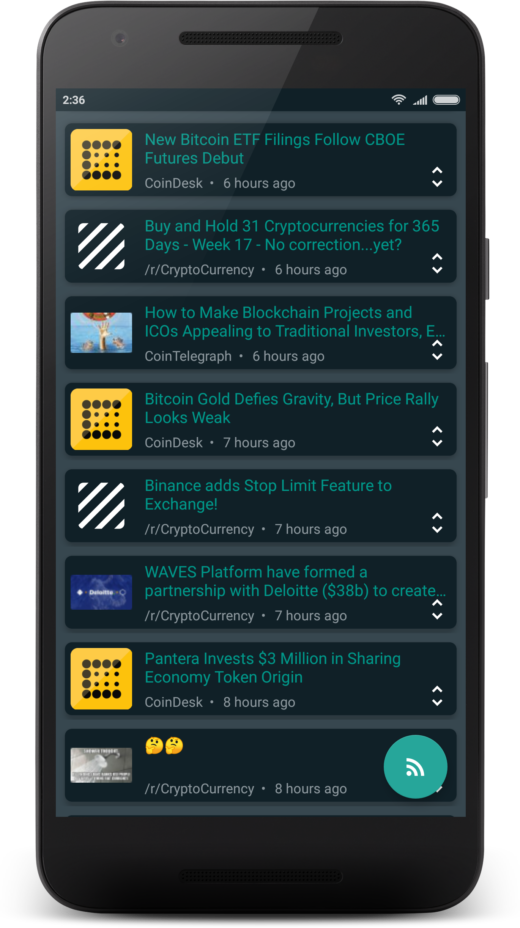 2:36
New Bitcoin ETF Filings Follow CBOE
Futures Debut
CoinDesk • 6 hours ago
Buy and Hold 31 Cryptocurrencies for 365
Days - Week 17 - No correction...yet?
/r/CryptoCurrency • 6 hours ago
How to Make Blockchain Projects and
ICOs Appealing to Traditional Investors, E...
CoinTelegraph • 6 hours ago
Bitcoin Gold Defies Gravity, But Price Rally
Looks Weak
CoinDesk • 7 hours ago
Binance adds Stop Limit Feature to
Exchange!
/r/CryptoCurrency • 7 hours ago
Deloitte
WAVES Platform have formed a
partnership with Deloitte ($38b) to create...
/r/CryptoCurrency • 7 hours ago
Pantera Invests $3 Million in Sharing
Economy Token Origin
CoinDesk • 8 hours ago
🤔🤔
/r/CryptoCurrency • 8 hours ago